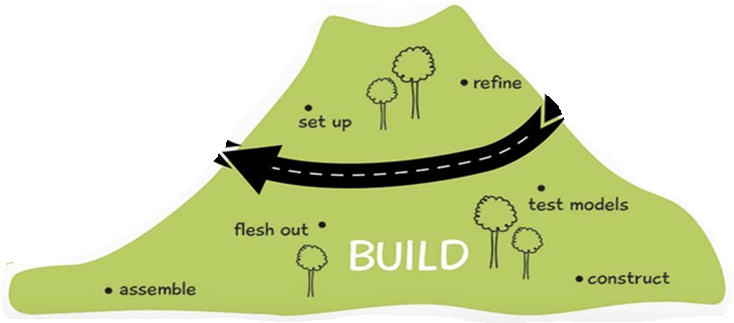 refine
set up
test models
flesh out
BUILD
construct
assemble